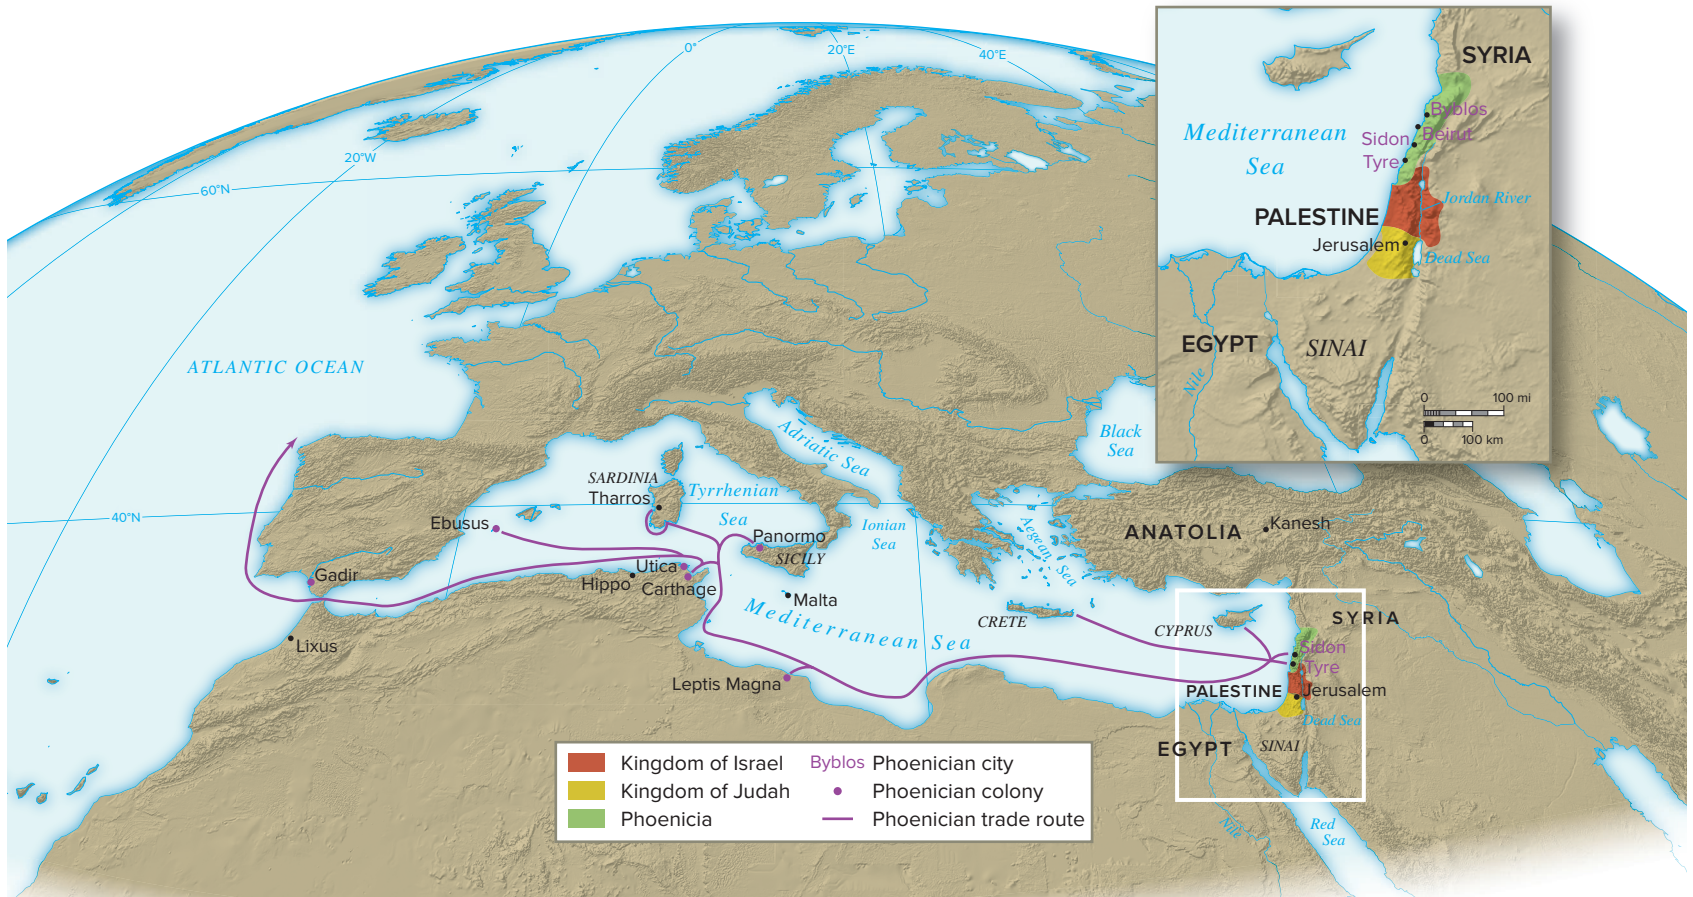 0°
20°E
40°E
20°W
60°N
40°N
ATLANTIC OCEAN
SARDINIA
Tharros
Tyrrhenian
Sea
Adriatic Sea
Ionian
Sea
Black
Sea
Aegean Sea
Ebusus
Panormo
SICILY
Utica
Hippo
Carthage
Gadir
Lixus
Malta
Mediterranean Sea
Leptis Magna
CRETE
CYPRUS
ANATOLIA
Kanesh
SYRIA
Sidon
Tyre
PALESTINE
Jerusalem
Dead Sea
EGYPT
SINAI
Nile
Red
Sea
SYRIA
Byblos
Beirut
Sidon
Tyre
Mediterranean
Sea
Jordan River
PALESTINE
Jerusalem
Dead Sea
EGYPT
SINAI
Nile
0 100 mi
0 100 km
Kingdom of Israel
Kingdom of Judah
Phoenicia
Byblos Phoenician city
Phoenician colony
Phoenician trade route